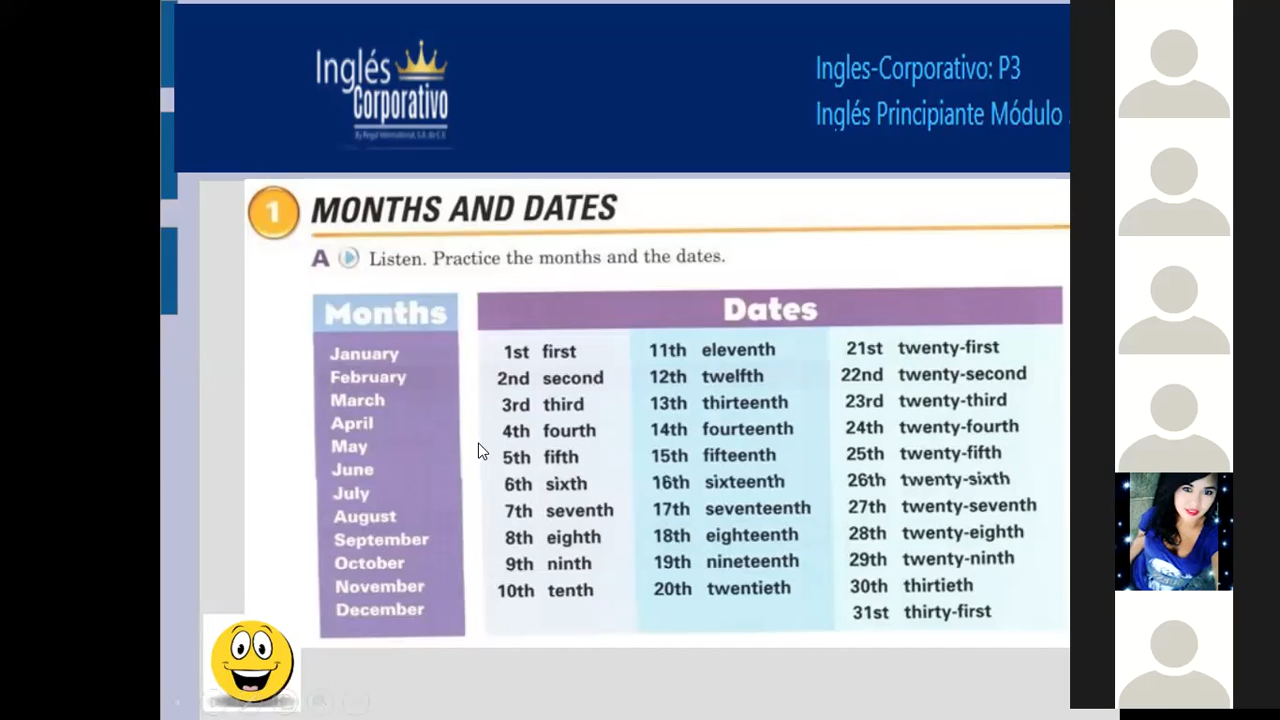 Inglés
Corporativo
By Regal International, S.A. de C.V.
Ingles-Corporativo: P3
Inglés Principiante Módulo
1 MONTHS AND DATES
A Listen. Practice the months and the dates.
Months
January
February
March
April
May
June
July
August
September
October
November
December
Dates
1st first
2nd second
3rd third
4th fourth
5th fifth
6th sixth
7th seventh
8th eighth
9th ninth
10th tenth
11th eleventh
12th twelfth
13th thirteenth
14th fourteenth
15th fifteenth
16th sixteenth
17th seventeenth
18th eighteenth
19th nineteenth
20th twentieth
21st twenty-first
22nd twenty-second
23rd twenty-third
24th twenty-fourth
25th twenty-fifth
26th twenty-sixth
27th twenty-seventh
28th twenty-eighth
29th twenty-ninth
30th thirtieth
31st thirty-first